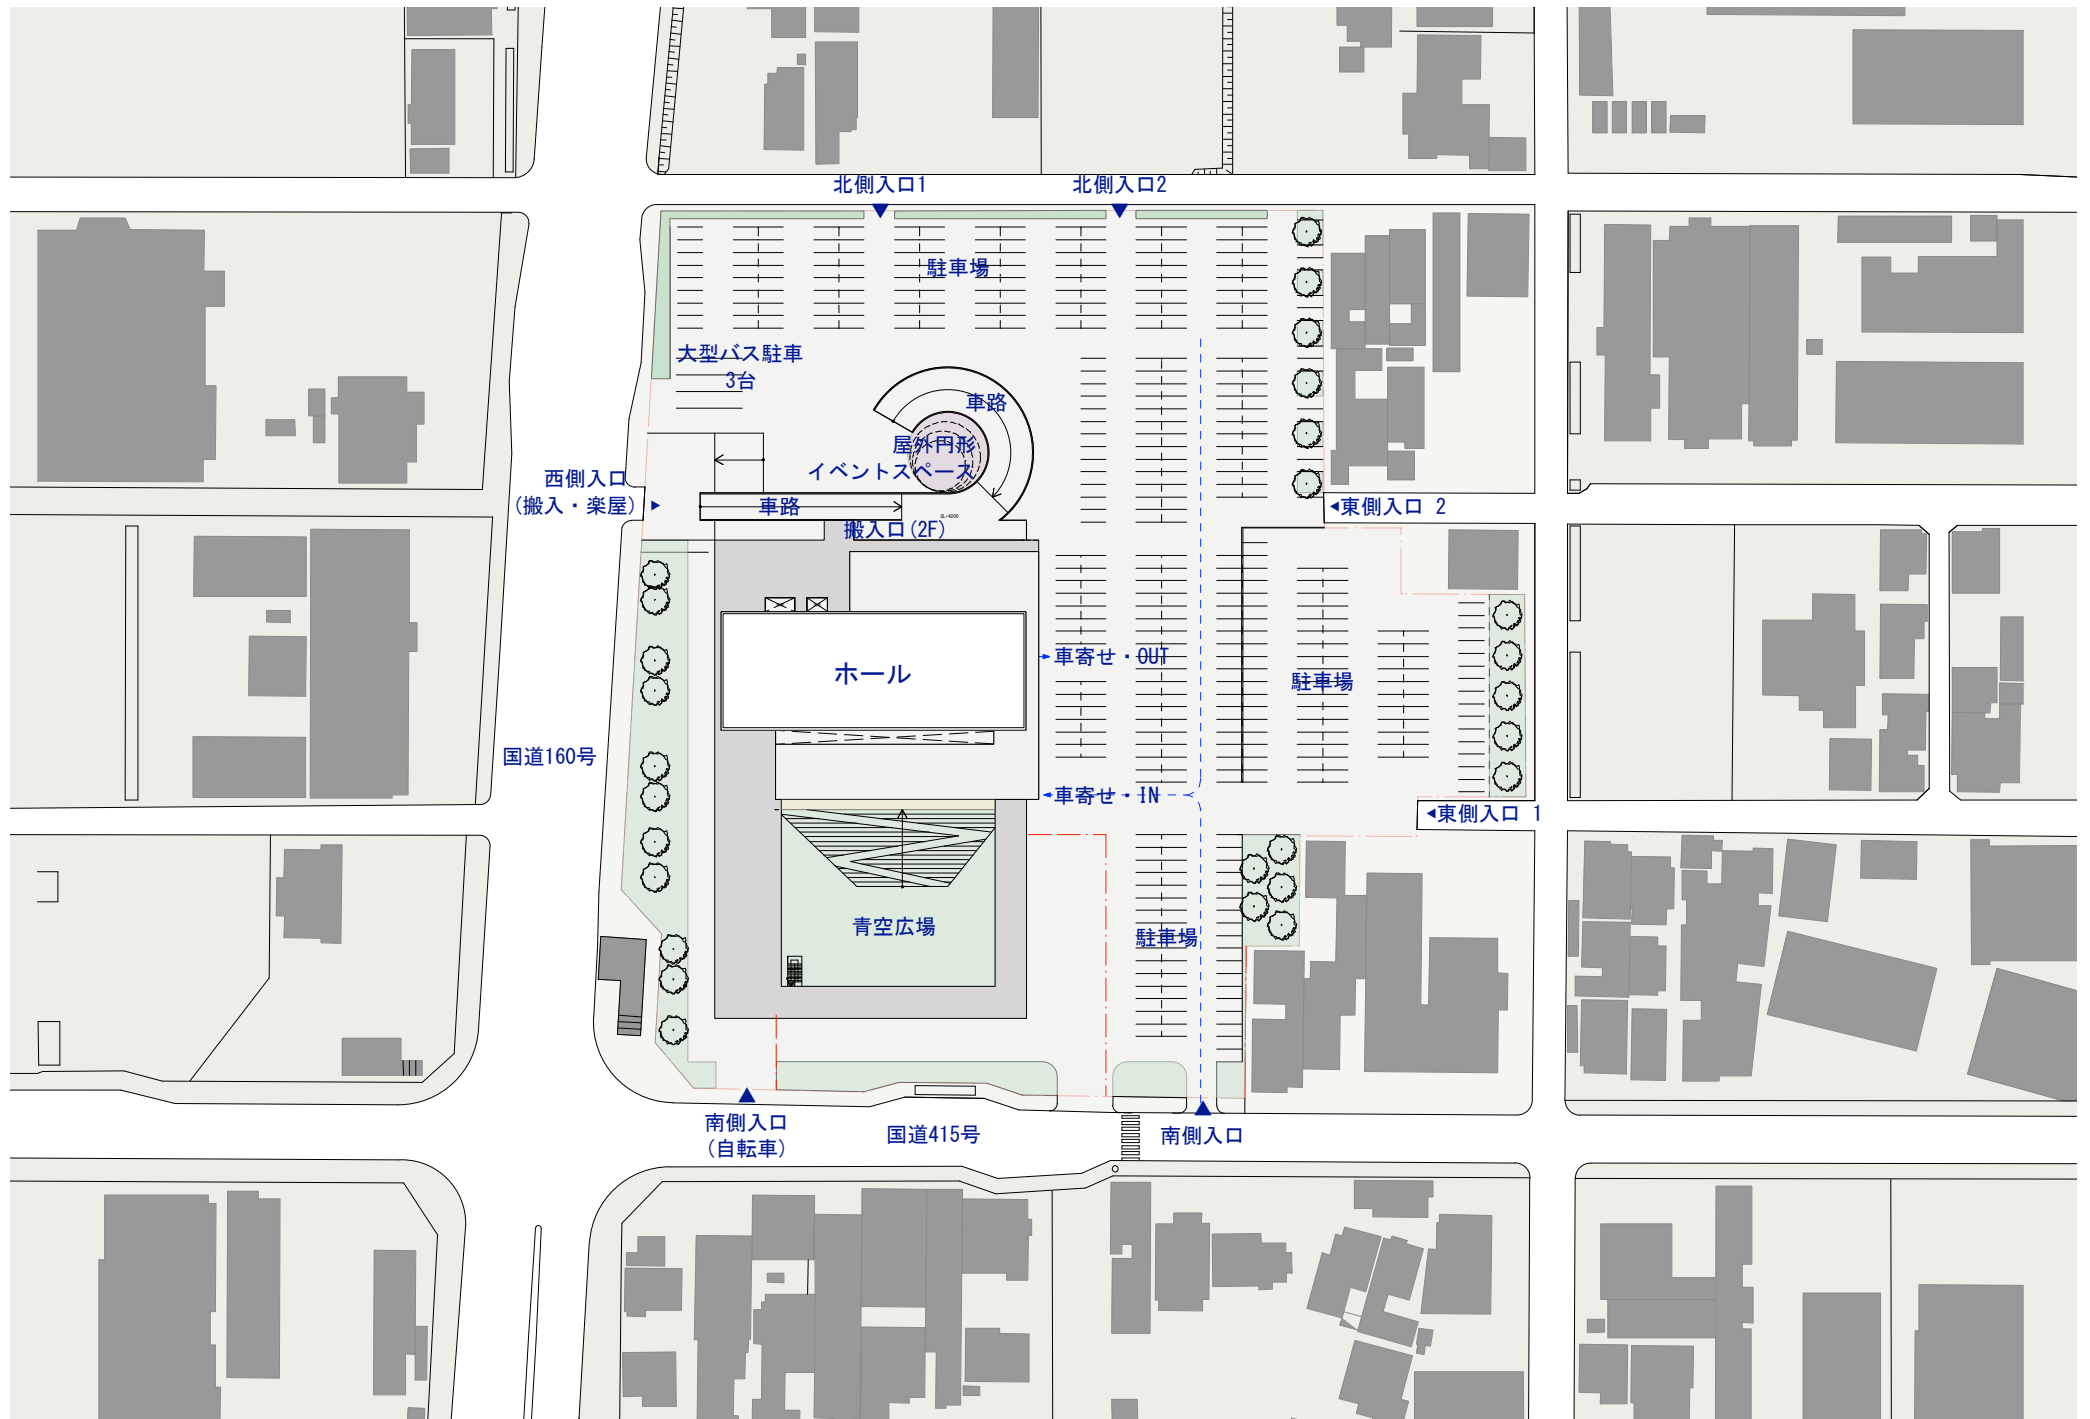 北側入口1
北側入口2
駐車場
大型バス駐車
3台
車路
屋外円形
イベントスペース
西側入口
(搬入・楽屋)
車路
東側入口 2
搬入口(2F)
車寄せ・OUT
ホール
駐車場
国道160号
車寄せ・IN
東側入口 1
青空広場
駐車場
南側入口
(自転車)
国道415号
南側入口